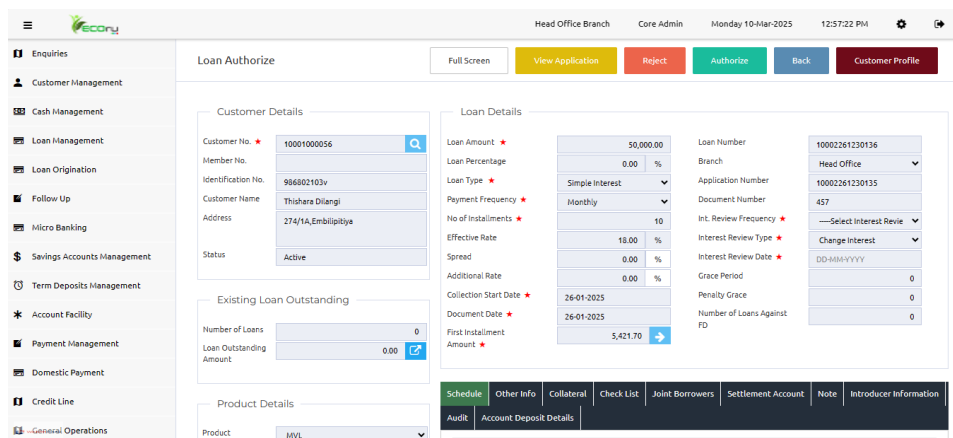 ecory
Head Office Branch Core Admin Monday 10-Mar-2025 12:57:22 PM
Enquiries
Customer Management
Cash Management
Loan Management
Loan Origination
Follow Up
Micro Banking
Savings Accounts Management
Term Deposits Management
Account Facility
Payment Management
Domestic Payment
Credit Line
General Operations
Loan Authorize
Full Screen View Application Reject Authorize Back Customer Profile
Customer Details
Customer No. ★ 10001000056
Member No.
Identification No. 986802103v
Customer Name Thishara Dilangi
Address 274/1A,Embilipitiya
Status Active
Existing Loan Outstanding
Number of Loans 0
Loan Outstanding 0.00
Amount
Product Details
Product MVL
Loan Details
Loan Amount ★ 50,000.00
Loan Percentage 0.00 %
Loan Type ★ Simple Interest
Payment Frequency ★ Monthly
No of Installments ★ 10
Effective Rate 18.00 %
Spread 0.00 %
Additional Rate 0.00 %
Collection Start Date ★ 26-01-2025
Document Date ★ 26-01-2025
First Installment 5,421.70
Amount ★
Loan Number 10002261230136
Branch Head Office
Application Number 10002261230135
Document Number 457
Int. Review Frequency ★ ----Select Interest Revie
Interest Review Type ★ Change Interest
Interest Review Date ★ DD-MM-YYYY
Grace Period 0
Penalty Grace 0
Number of Loans Against 0
FD
Schedule Other Info Collateral Check List Joint Borrowers Settlement Account Note Introducer Information
Audit Account Deposit Details